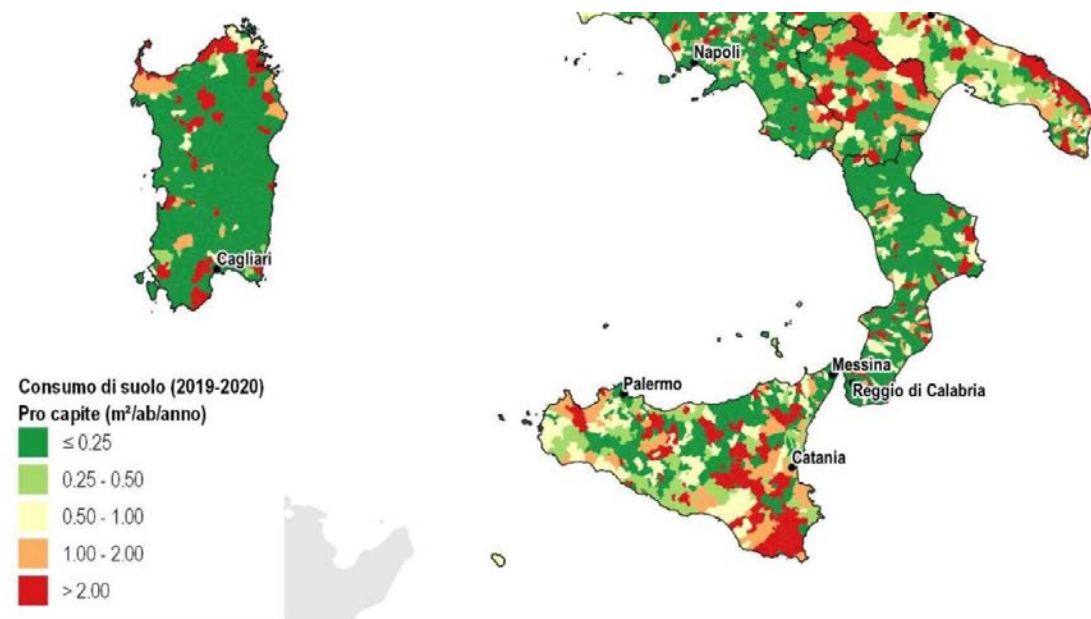 Napoli
Cagliari
Messina
Reggio di Calabria
Palermo
Catania
Consumo di suolo (2019-2020)
Pro capite (m²/ab/anno)
≤ 0.25
0.25 - 0.50
0.50 - 1.00
1.00 - 2.00
> 2.00